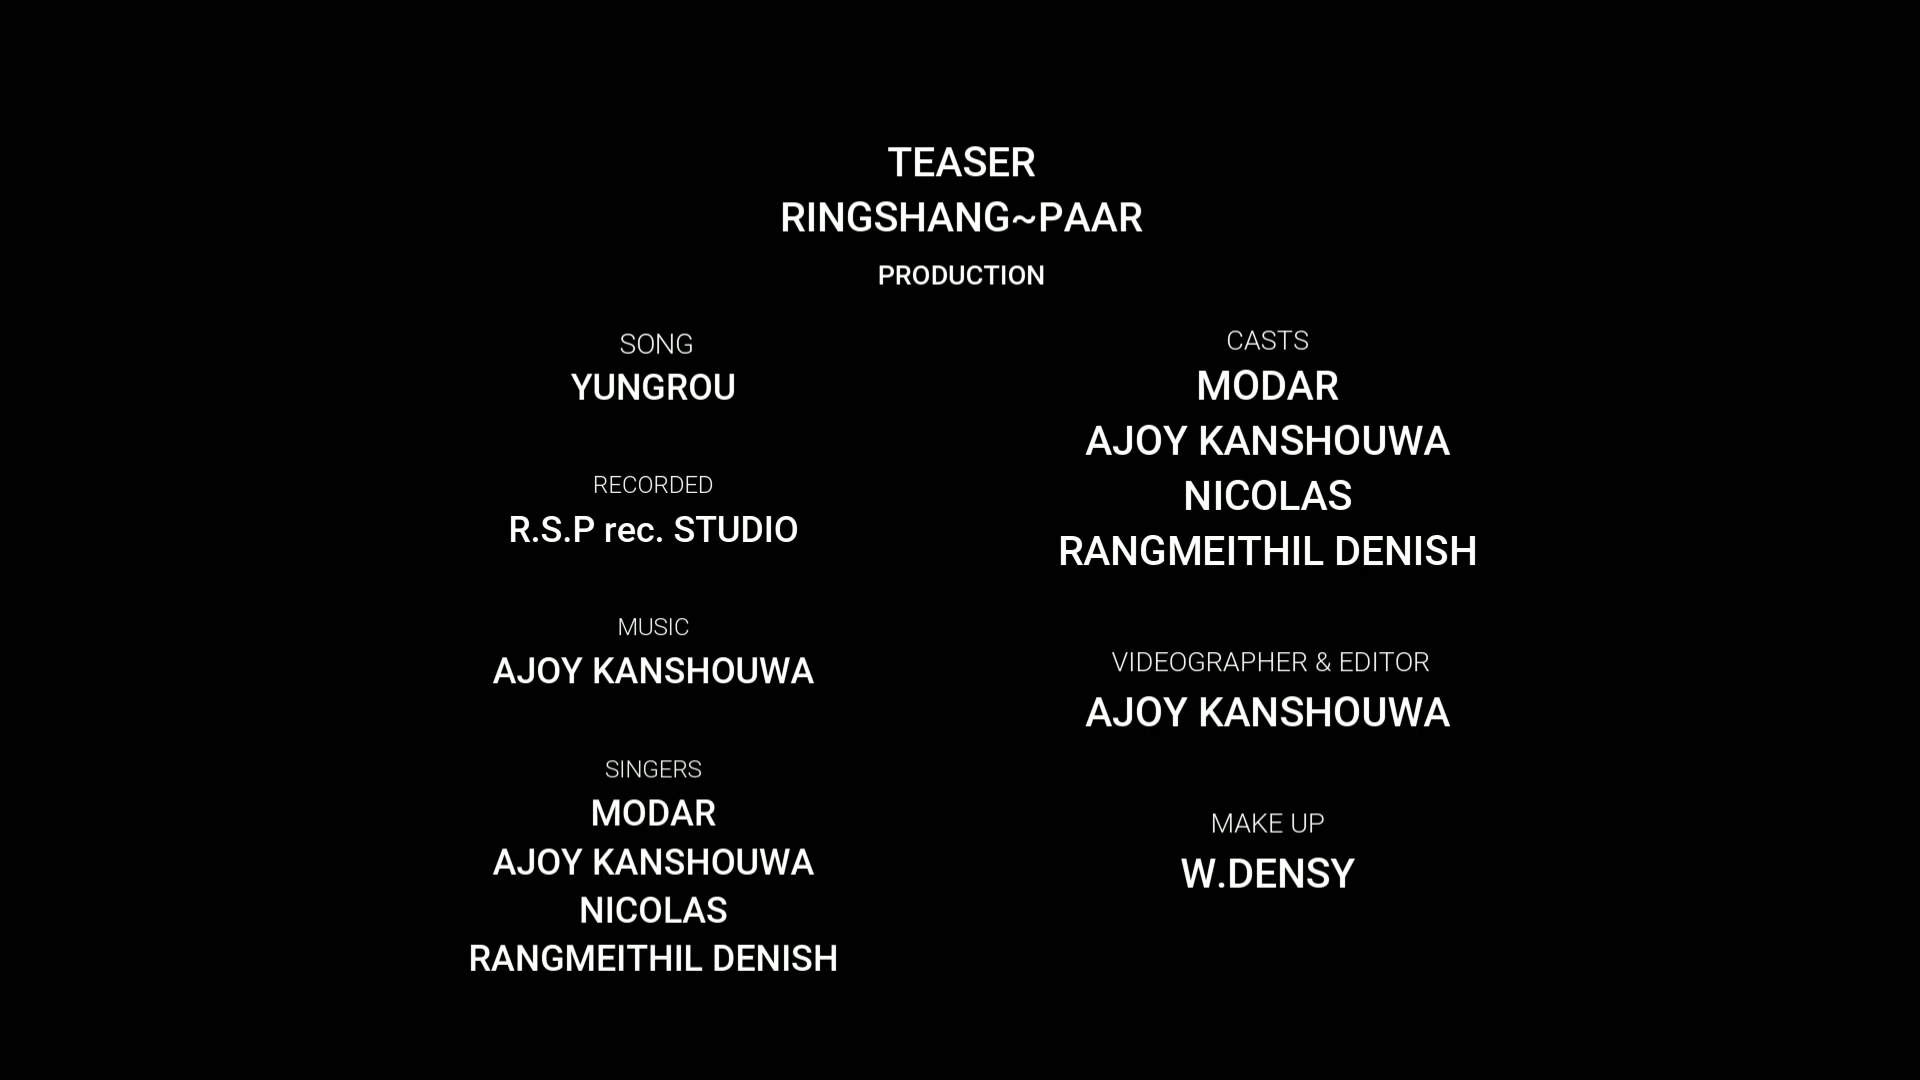 TEASER
RINGSHANG~PAAR
PRODUCTION
SONG
YUNGROU
RECORDED
R.S.P rec. STUDIO
MUSIC
AJOY KANSHOUWA
SINGERS
MODAR
AJOY KANSHOUWA
NICOLAS
RANGMEITHIL DENISH
CASTS
MODAR
AJOY KANSHOUWA
NICOLAS
RANGMEITHIL DENISH
VIDEOGRAPHER & EDITOR
AJOY KANSHOUWA
MAKE UP
W.DENSY